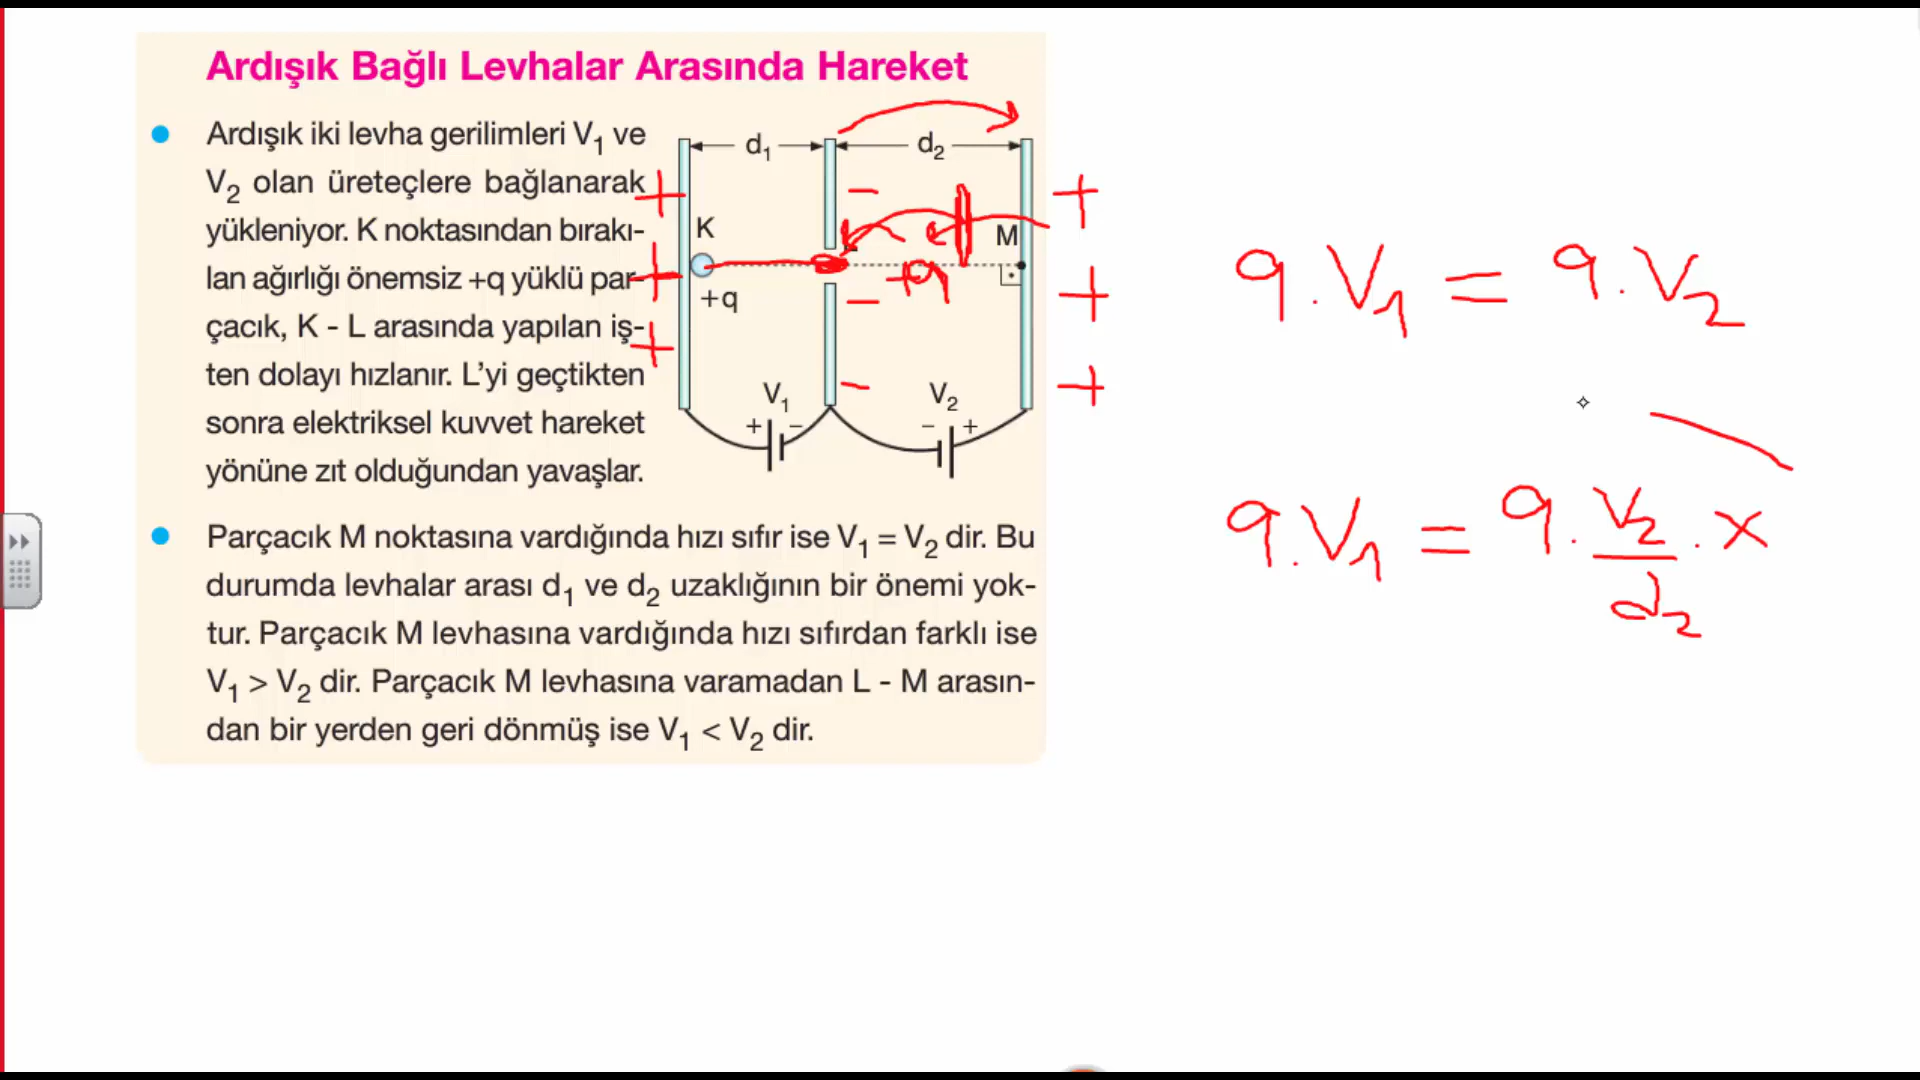 Ardışık Bağlı Levhalar Arasında Hareket
Ardışık iki levha gerilimleri V₁ ve
V₂ olan üreteçlere bağlanarak
yükleniyor. K noktasından bırakı-
lan ağırlığı önemsiz +q yüklü par-
çacık, K - L arasında yapılan iş-
ten dolayı hızlanır. L'yi geçtikten
sonra elektriksel kuvvet hareket
yönüne zıt olduğundan yavaşlar.
d₁ d₂
+ - +
K M
+ +q +
+q -
+
V₁ - V₂ +
+ - - +
Parçacık M noktasına vardığında hızı sıfır ise V₁ = V₂ dir. Bu
durumda levhalar arası d₁ ve d₂ uzaklığının bir önemi yok-
tur. Parçacık M levhasına vardığında hızı sıfırdan farklı ise
V₁ > V₂ dir. Parçacık M levhasına varamadan L - M arasın-
dan bir yerden geri dönmüş ise V₁ < V₂ dir.
q.V₁ = q.V₂
q.V₁ = q.V₂/d₂.x